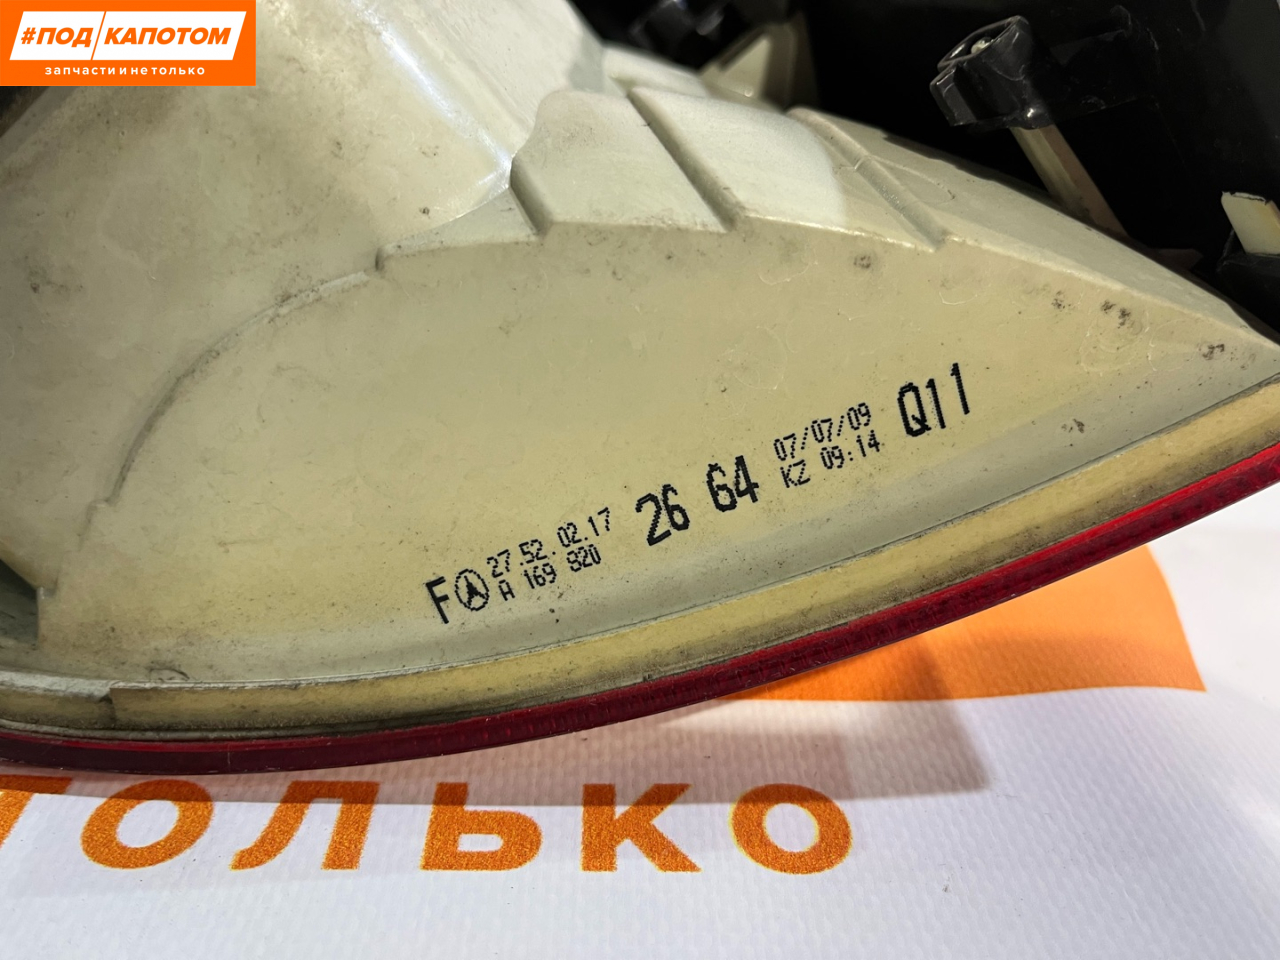 #ПОД КАПОТОМ
запчасти и не только
F 27.52.02.17 26 64 07/07/09 Q11
A 169 820 KZ 09:14
ТОЛЬКО